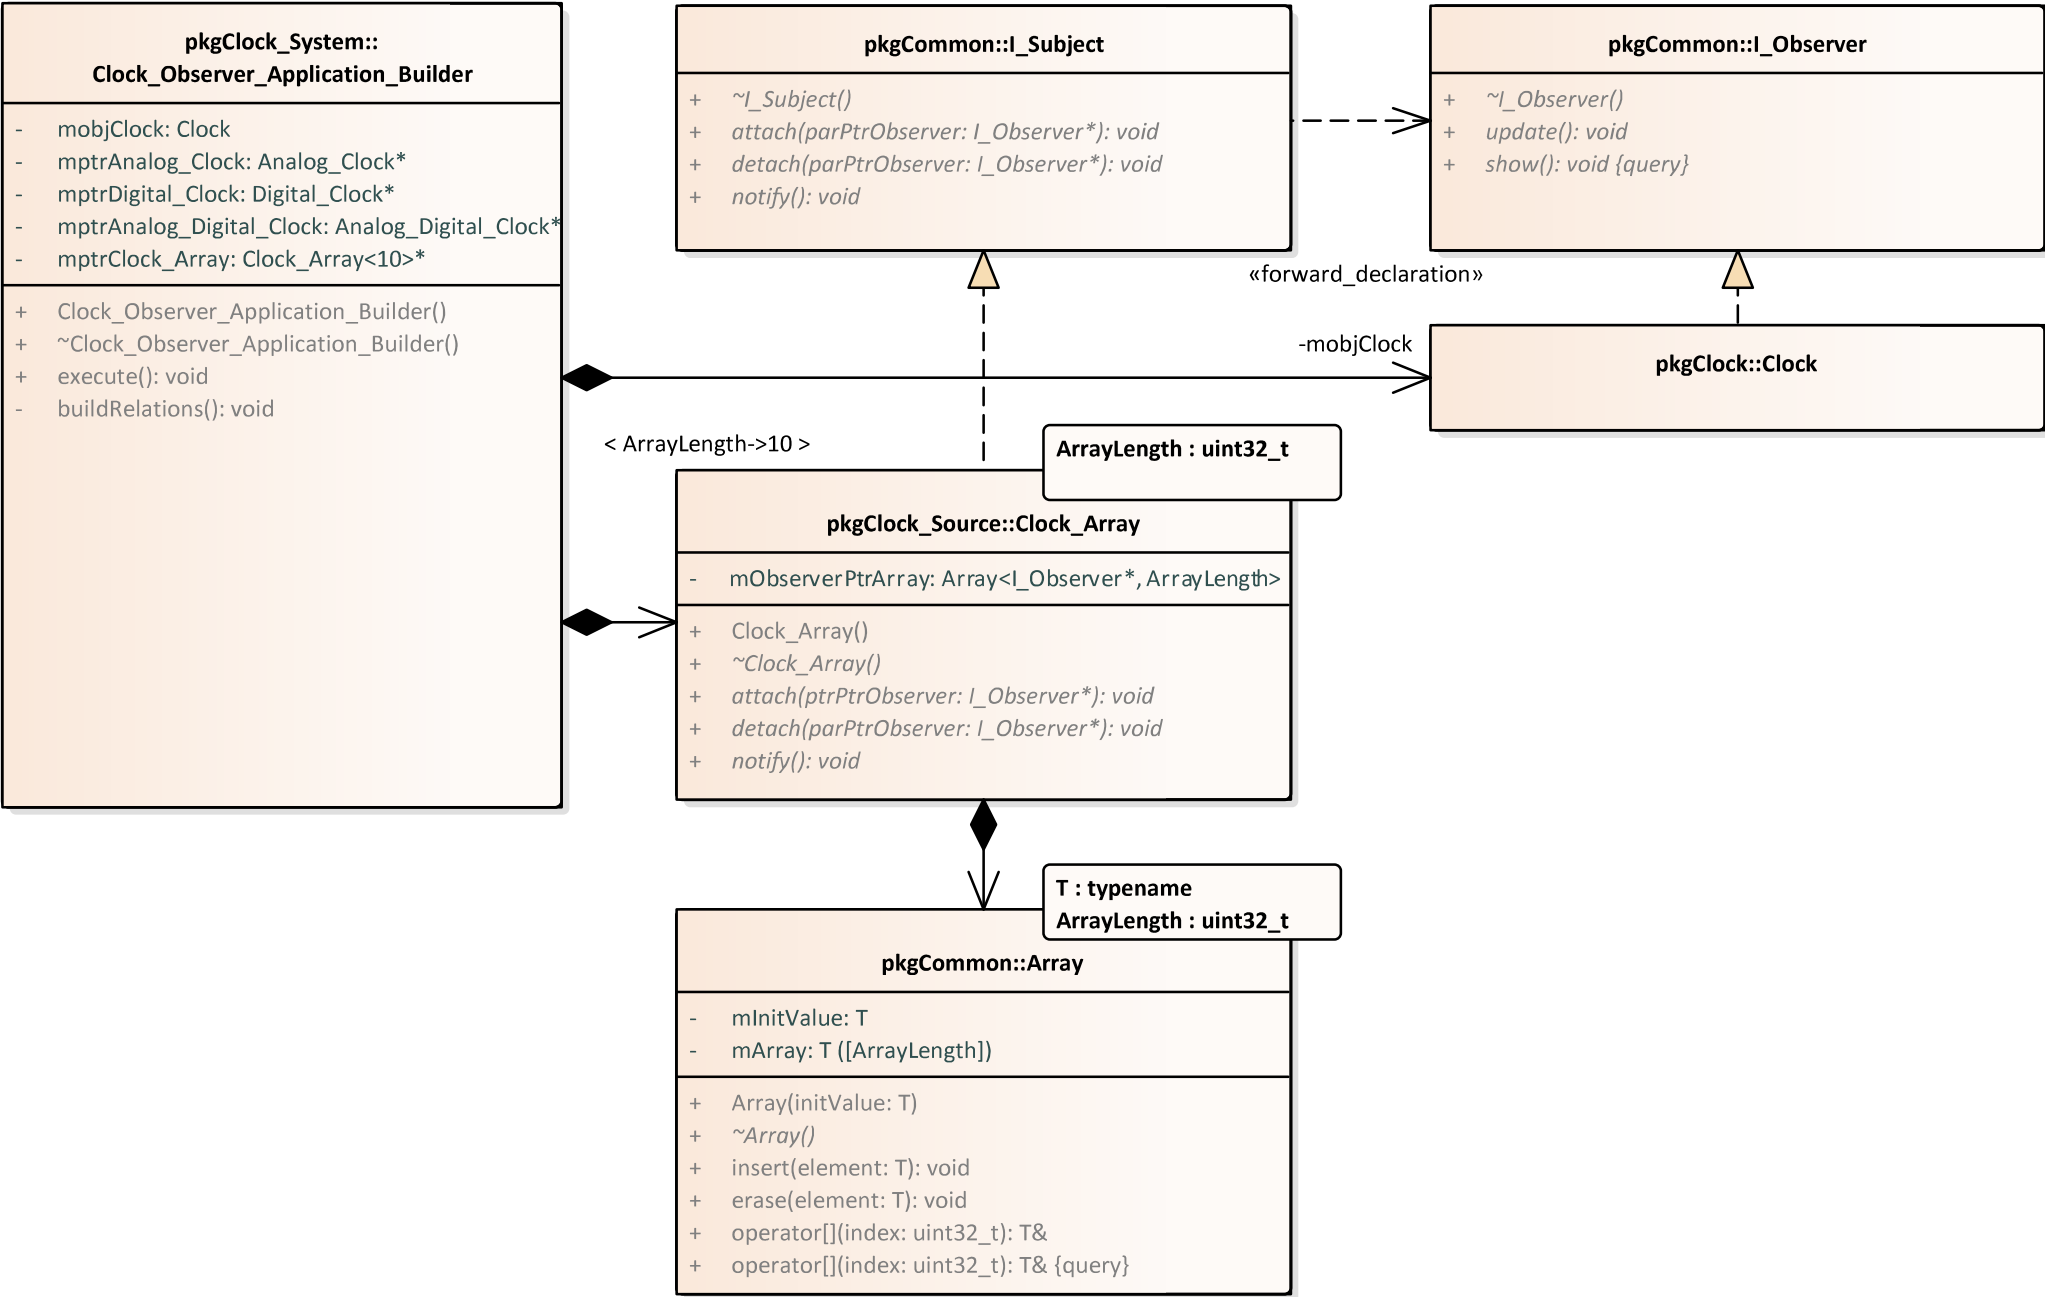 pkgClock_System::
Clock_Observer_Application_Builder
- mobjClock: Clock
- mptrAnalog_Clock: Analog_Clock*
- mptrDigital_Clock: Digital_Clock*
- mptrAnalog_Digital_Clock: Analog_Digital_Clock*
- mptrClock_Array: Clock_Array<10>*
+ Clock_Observer_Application_Builder()
+ ~Clock_Observer_Application_Builder()
+ execute(): void
- buildRelations(): void
pkgCommon::I_Subject
+ ~I_Subject()
+ attach(parPtrObserver: I_Observer*): void
+ detach(parPtrObserver: I_Observer*): void
+ notify(): void
pkgCommon::I_Observer
+ ~I_Observer()
+ update(): void
+ show(): void {query}
«forward_declaration»
-mobjClock
pkgClock::Clock
< ArrayLength->10 >
ArrayLength : uint32_t
pkgClock_Source::Clock_Array
- mObserverPtrArray: Array<I_Observer*, ArrayLength>
+ Clock_Array()
+ ~Clock_Array()
+ attach(ptrPtrObserver: I_Observer*): void
+ detach(parPtrObserver: I_Observer*): void
+ notify(): void
T : typename
ArrayLength : uint32_t
pkgCommon::Array
- mInitValue: T
- mArray: T ([ArrayLength])
+ Array(initValue: T)
+ ~Array()
+ insert(element: T): void
+ erase(element: T): void
+ operator[](index: uint32_t): T&
+ operator[](index: uint32_t): T& {query}